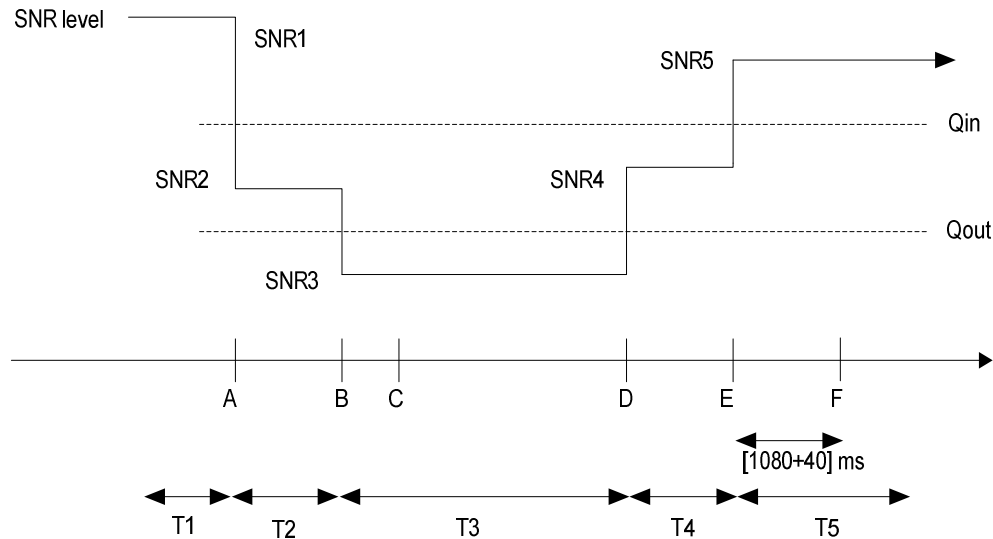 SNR level
SNR1
SNR5
Qin
SNR2
SNR4
Qout
SNR3
A B C D E F
[1080+40] ms
T1 T2 T3 T4 T5